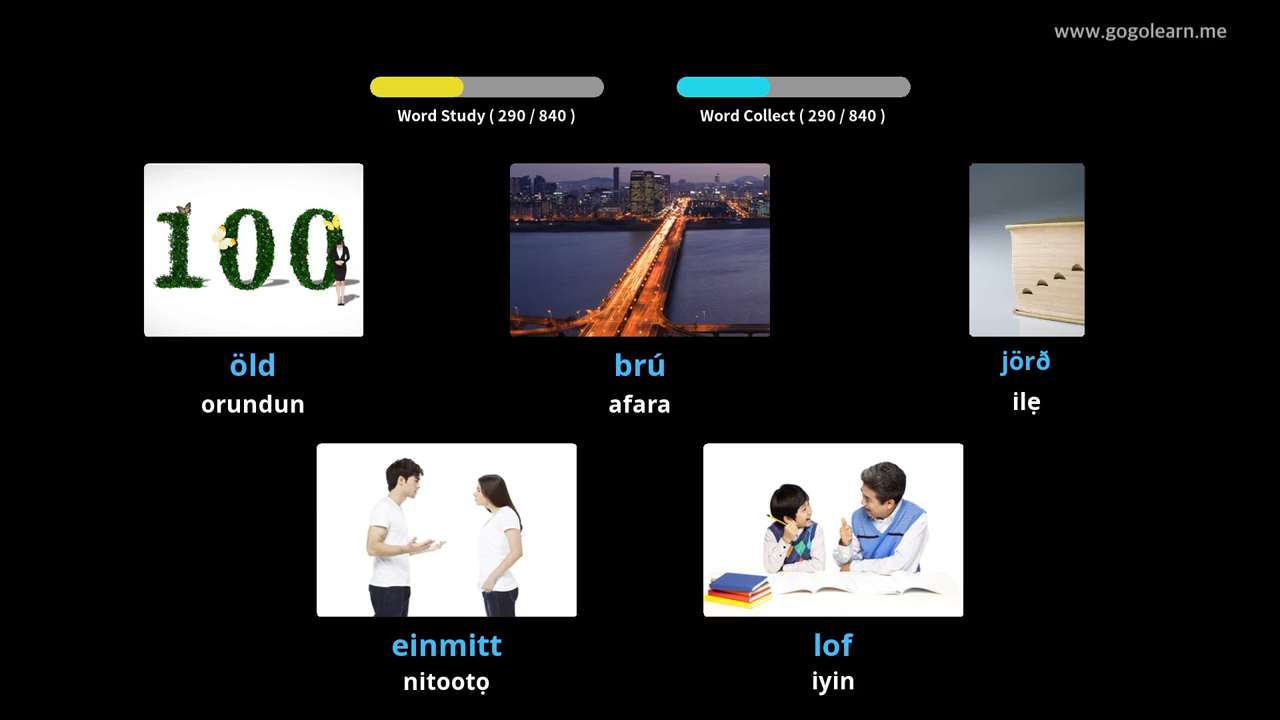 www.gogolearn.me
Word Study ( 290 / 840 )
Word Collect ( 290 / 840 )
100
öld
orundun
brú
afara
jörð
ilẹ
einmitt
nitootọ
lof
iyin